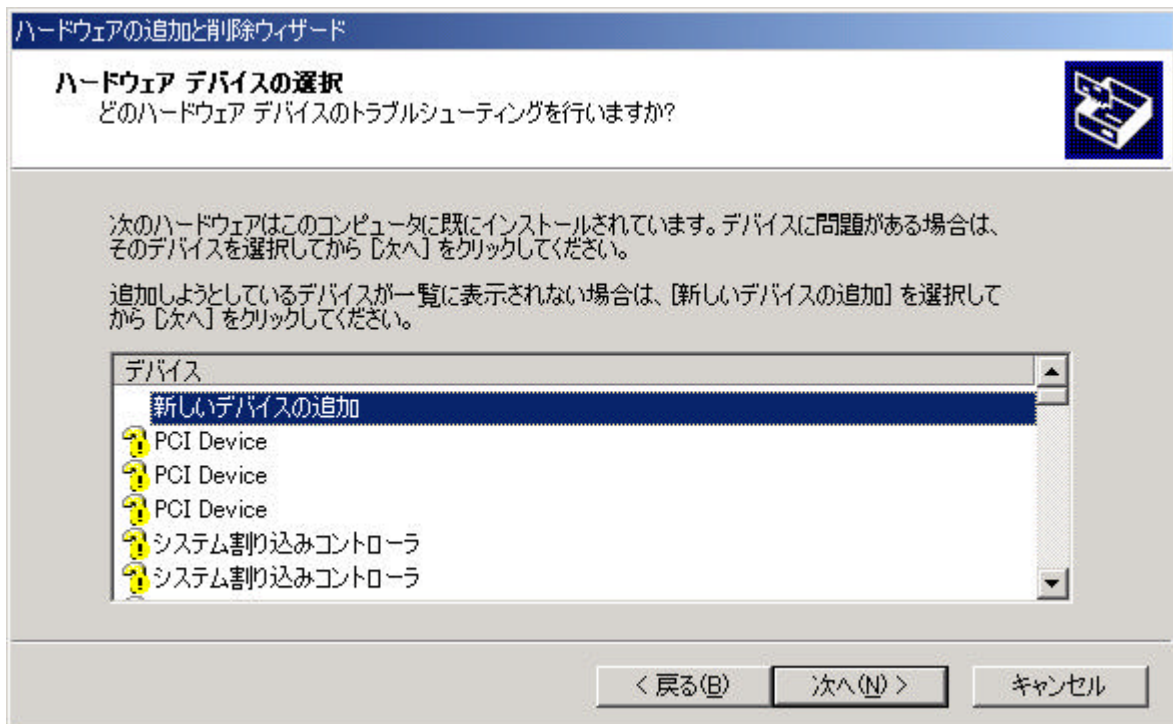 ハードウェアの追加と削除ウィザード
ハードウェア デバイスの選択
どのハードウェア デバイスのトラブルシューティングを行いますか?
次のハードウェアはこのコンピュータに既にインストールされています。デバイスに問題がある場合は、
そのデバイスを選択してから [次へ] をクリックしてください。
追加しようとしているデバイスが一覧に表示されない場合は、[新しいデバイスの追加] を選択して
から [次へ] をクリックしてください。
デバイス
新しいデバイスの追加
PCI Device
PCI Device
PCI Device
システム割り込みコントローラ
システム割り込みコントローラ
< 戻る(B) 次へ(N) > キャンセル